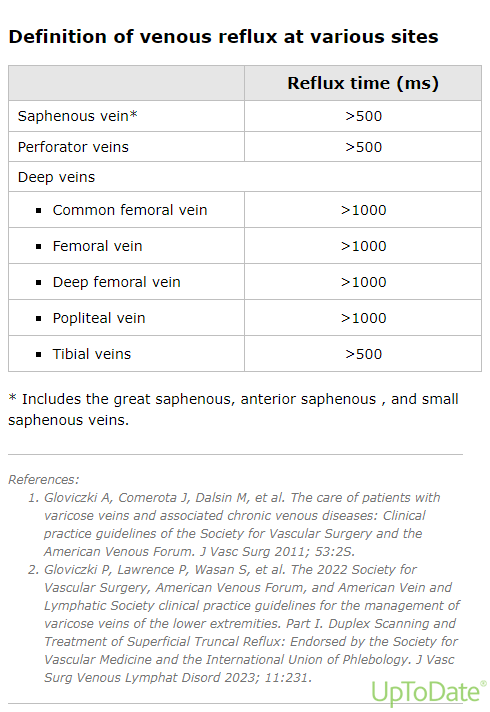 Definition of venous reflux at various sites
Reflux time (ms)
Saphenous vein* >500
Perforator veins >500
Deep veins
▪ Common femoral vein >1000
▪ Femoral vein >1000
▪ Deep femoral vein >1000
▪ Popliteal vein >1000
▪ Tibial veins >500
* Includes the great saphenous, anterior saphenous , and small
saphenous veins.
References:
1. Gloviczki A, Comerota J, Dalsin M, et al. The care of patients with
varicose veins and associated chronic venous diseases: Clinical
practice guidelines of the Society for Vascular Surgery and the
American Venous Forum. J Vasc Surg 2011; 53:2S.
2. Gloviczki P, Lawrence P, Wasan S, et al. The 2022 Society for
Vascular Surgery, American Venous Forum, and American Vein and
Lymphatic Society clinical practice guidelines for the management of
varicose veins of the lower extremities. Part I. Duplex Scanning and
Treatment of Superficial Truncal Reflux: Endorsed by the Society for
Vascular Medicine and the International Union of Phlebology. J Vasc
Surg Venous Lymphat Disord 2023; 11:231.
UpToDate®